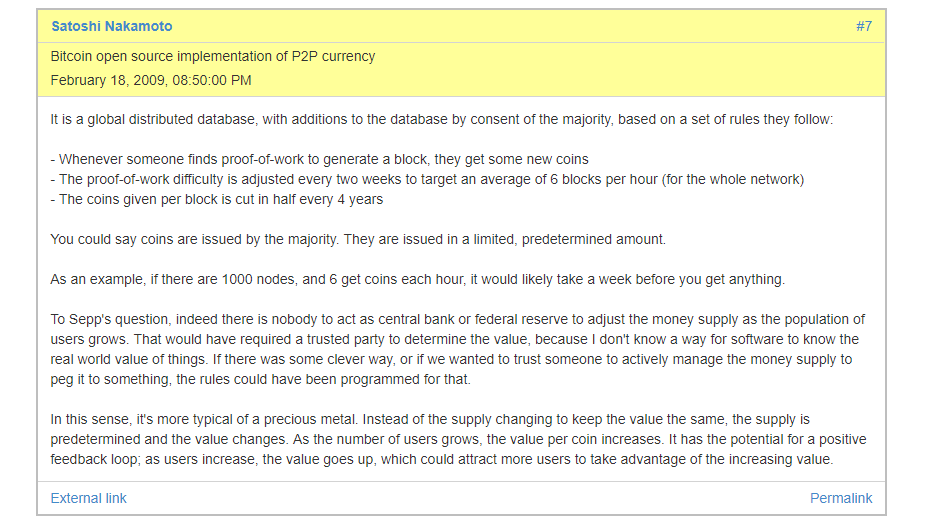 Satoshi Nakamoto #7
Bitcoin open source implementation of P2P currency
February 18, 2009, 08:50:00 PM
It is a global distributed database, with additions to the database by consent of the majority, based on a set of rules they follow:
- Whenever someone finds proof-of-work to generate a block, they get some new coins
- The proof-of-work difficulty is adjusted every two weeks to target an average of 6 blocks per hour (for the whole network)
- The coins given per block is cut in half every 4 years
You could say coins are issued by the majority. They are issued in a limited, predetermined amount.
As an example, if there are 1000 nodes, and 6 get coins each hour, it would likely take a week before you get anything.
To Sepp's question, indeed there is nobody to act as central bank or federal reserve to adjust the money supply as the population of
users grows. That would have required a trusted party to determine the value, because I don't know a way for software to know the
real world value of things. If there was some clever way, or if we wanted to trust someone to actively manage the money supply to
peg it to something, the rules could have been programmed for that.
In this sense, it's more typical of a precious metal. Instead of the supply changing to keep the value the same, the supply is
predetermined and the value changes. As the number of users grows, the value per coin increases. It has the potential for a positive
feedback loop; as users increase, the value goes up, which could attract more users to take advantage of the increasing value.
External link Permalink